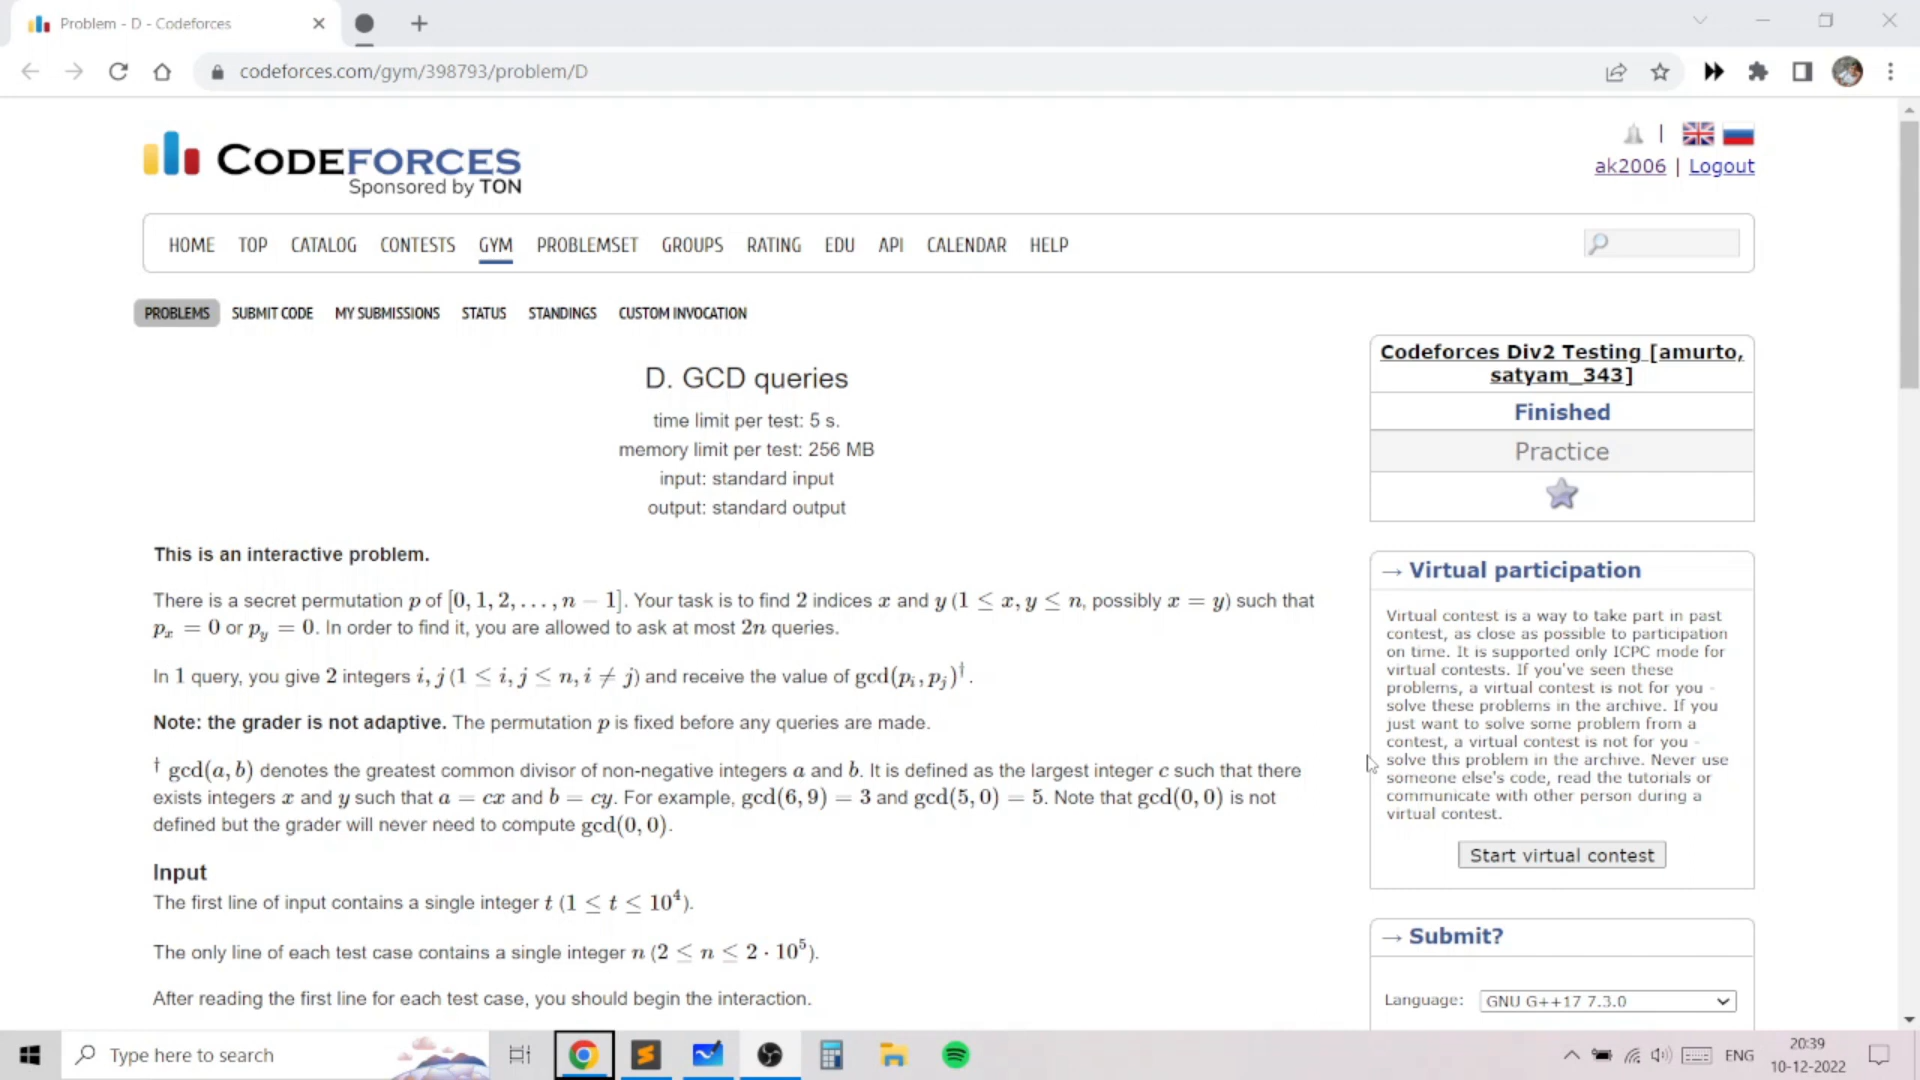 Problem - D - Codeforces
codeforces.com/gym/398793/problem/D
CODEFORCES
Sponsored by TON
|
ak2006 | Logout
HOME TOP CATALOG CONTESTS GYM PROBLEMSET GROUPS RATING EDU API CALENDAR HELP
PROBLEMS SUBMIT CODE MY SUBMISSIONS STATUS STANDINGS CUSTOM INVOCATION
D. GCD queries
time limit per test: 5 s.
memory limit per test: 256 MB
input: standard input
output: standard output
This is an interactive problem.
There is a secret permutation p of [0, 1, 2, . . . , n − 1]. Your task is to find 2 indices x and y (1 ≤ x, y ≤ n, possibly x = y) such that
pₓ = 0 or p_y = 0. In order to find it, you are allowed to ask at most 2n queries.
In 1 query, you give 2 integers i, j (1 ≤ i, j ≤ n, i ≠ j) and receive the value of gcd(pᵢ, pⱼ)†.
Note: the grader is not adaptive. The permutation p is fixed before any queries are made.
† gcd(a, b) denotes the greatest common divisor of non-negative integers a and b. It is defined as the largest integer c such that there
exists integers x and y such that a = cx and b = cy. For example, gcd(6, 9) = 3 and gcd(5, 0) = 5. Note that gcd(0, 0) is not
defined but the grader will never need to compute gcd(0, 0).
Input
The first line of input contains a single integer t (1 ≤ t ≤ 10⁴).
The only line of each test case contains a single integer n (2 ≤ n ≤ 2 · 10⁵).
After reading the first line for each test case, you should begin the interaction.
Codeforces Div2 Testing [amurto,
satyam_343]
Finished
Practice
→ Virtual participation
Virtual contest is a way to take part in past
contest, as close as possible to participation
on time. It is supported only ICPC mode for
virtual contests. If you've seen these
problems, a virtual contest is not for you -
solve these problems in the archive. If you
just want to solve some problem from a
contest, a virtual contest is not for you -
solve this problem in the archive. Never use
someone else's code, read the tutorials or
communicate with other person during a
virtual contest.
Start virtual contest
→ Submit?
Language: GNU G++17 7.3.0
Type here to search
ENG
20:39
10-12-2022